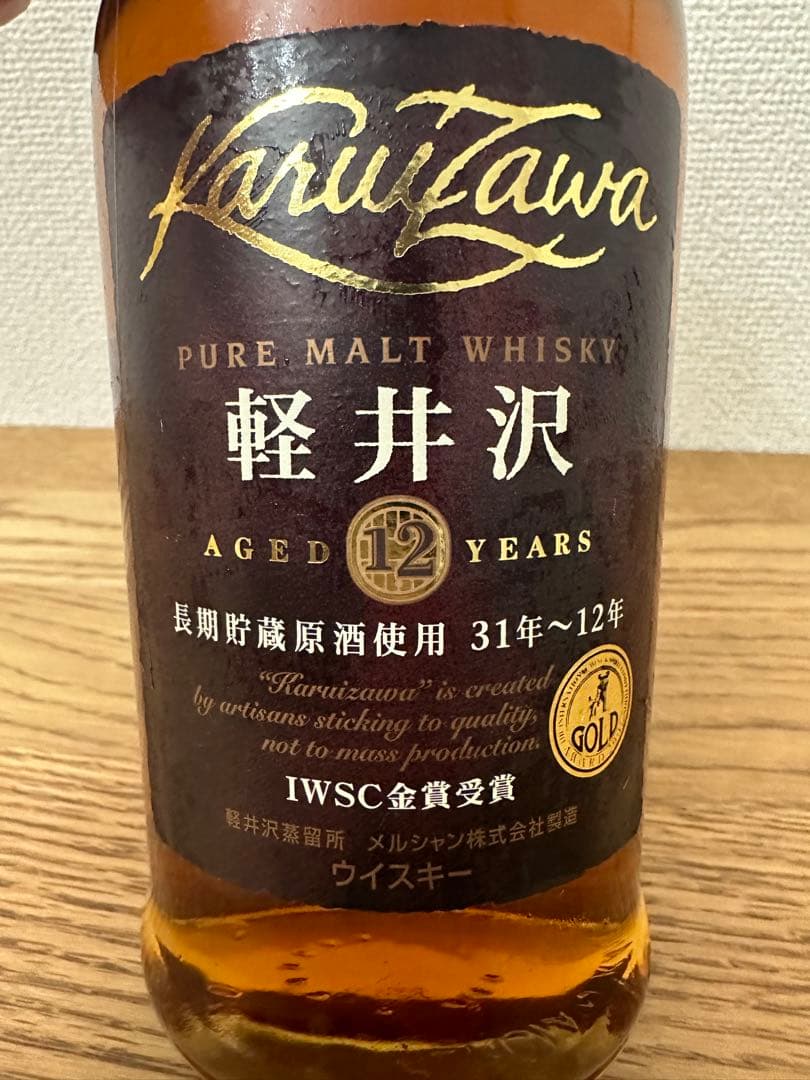 Karuizawa
PURE MALT WHISKY
軽井沢
AGED 12 YEARS
長期貯蔵原酒使用 31年～12年
"Karuizawa" is created
by artisans sticking to quality,
not to mass production.
GOLD
IWSC金賞受賞
軽井沢蒸留所 メルシャン株式会社製造
ウイスキー